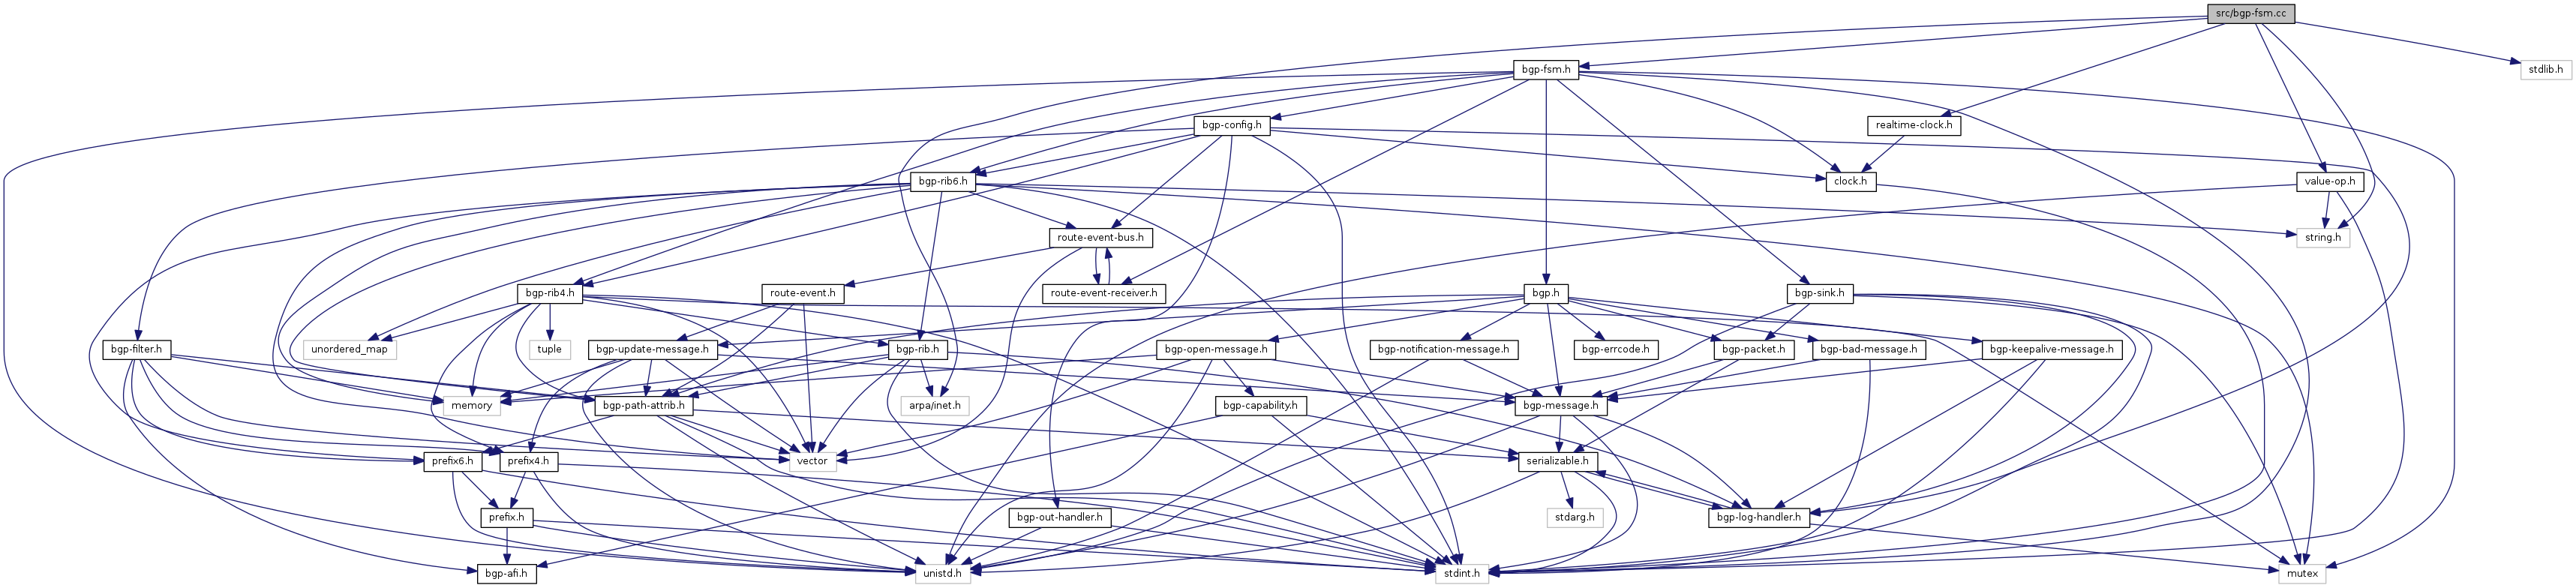 src/bgp-fsm.cc
bgp-fsm.h
stdlib.h
bgp-config.h
realtime-clock.h
bgp-rib6.h
clock.h
value-op.h
route-event-bus.h
string.h
bgp-rib4.h
route-event.h
route-event-receiver.h
bgp.h
bgp-sink.h
bgp-filter.h
unordered_map
tuple
bgp-update-message.h
bgp-rib.h
bgp-open-message.h
bgp-notification-message.h
bgp-errcode.h
bgp-packet.h
bgp-bad-message.h
bgp-keepalive-message.h
memory
bgp-path-attrib.h
arpa/inet.h
bgp-capability.h
bgp-message.h
prefix6.h
prefix4.h
vector
serializable.h
prefix.h
bgp-out-handler.h
stdarg.h
bgp-log-handler.h
bgp-afi.h
unistd.h
stdint.h
mutex